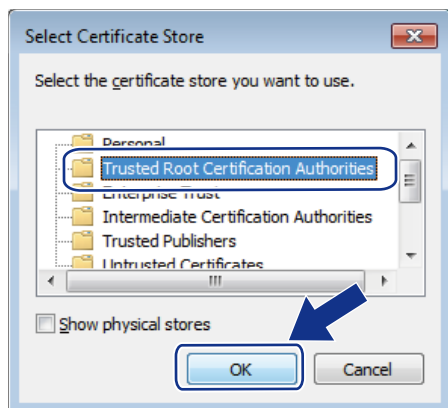 Select Certificate Store
Select the certificate store you want to use.
Personal
Trusted Root Certification Authorities
Enterprise Trust
Intermediate Certification Authorities
Trusted Publishers
Untrusted Certificates
Show physical stores
OK
Cancel